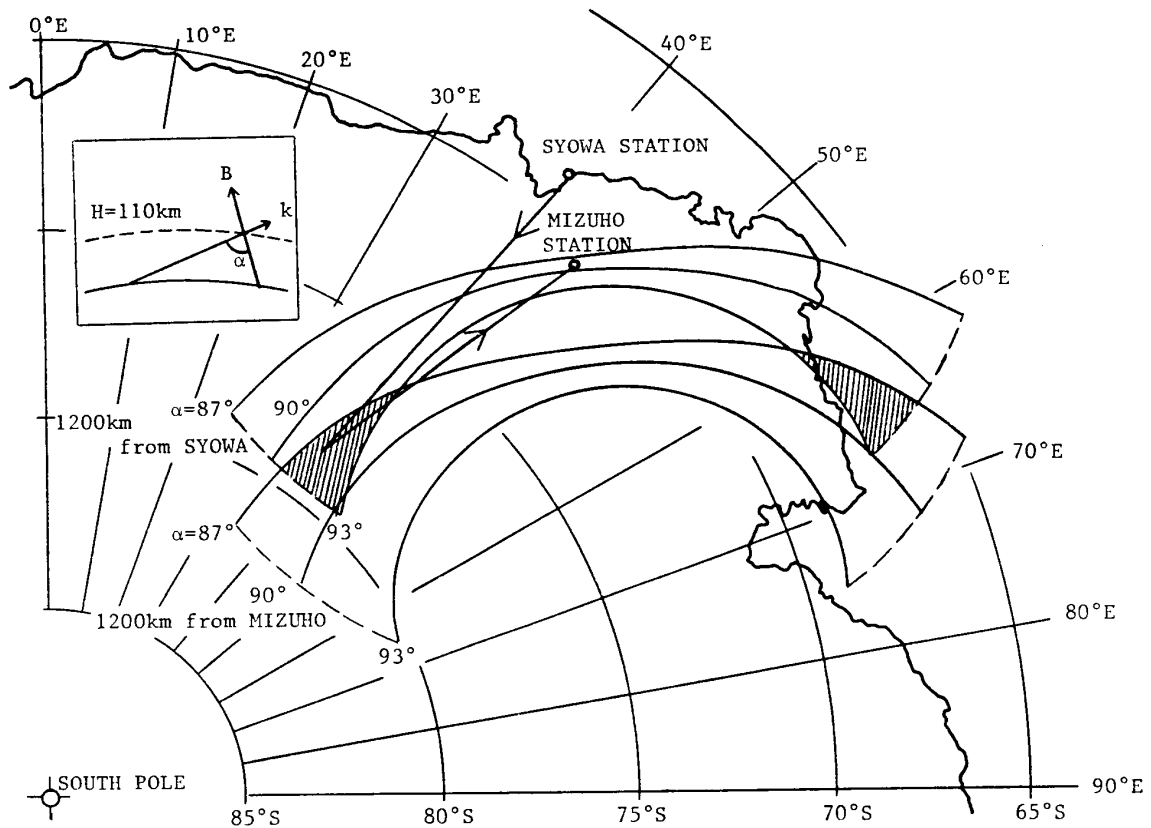 0°E
10°E
20°E
30°E
40°E
50°E
60°E
70°E
80°E
90°E
SYOWA STATION
MIZUHO
STATION
B
k
H=110km
α
α=87°
90°
93°
1200km
from SYOWA
α=87°
90°
93°
1200km from MIZUHO
SOUTH POLE
85°S
80°S
75°S
70°S
65°S